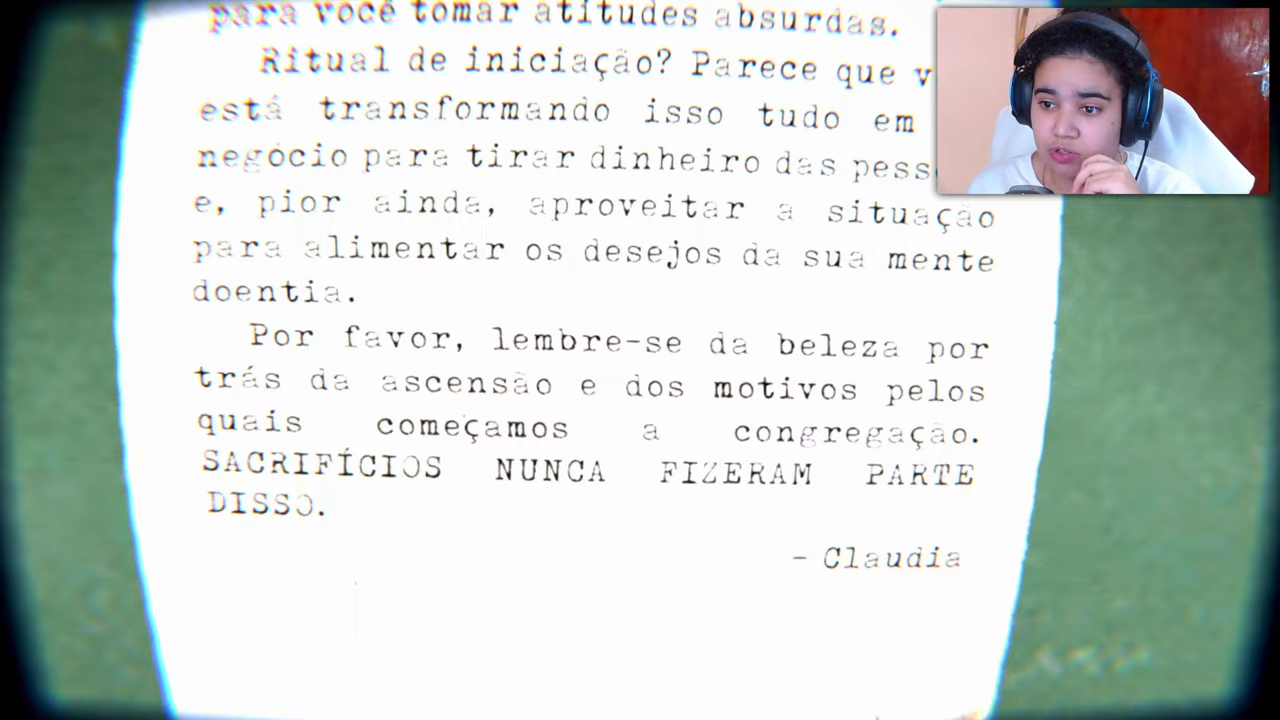 para você tomar atitudes absurdas.
Ritual de iniciação? Parece que
está transformando isso tudo em
negócio para tirar dinheiro das
e, pior ainda, aproveitar a situação
para alimentar os desejos da sua mente
doentia.
Por favor, lembre-se da beleza por
trás da ascensão e dos motivos pelos
quais começamos a congregação.
SACRIFÍCIOS NUNCA FIZERAM PARTE
DISSO.
- Claudia